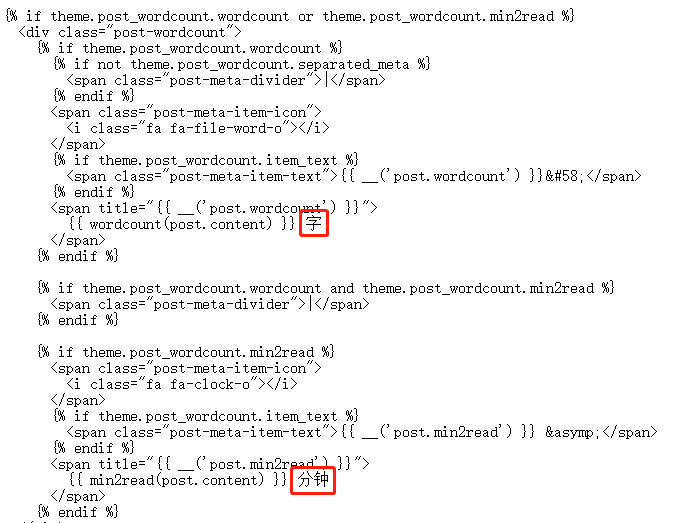 {% if theme.post_wordcount.wordcount or theme.post_wordcount.min2read %}
<div class="post-wordcount">
{% if theme.post_wordcount.wordcount %}
{% if not theme.post_wordcount.separated_meta %}
<span class="post-meta-divider">|</span>
{% endif %}
<span class="post-meta-item-icon">
<i class="fa fa-file-word-o"></i>
</span>
{% if theme.post_wordcount.item_text %}
<span class="post-meta-item-text">{{ __('post.wordcount') }}&#58;</span>
{% endif %}
<span title="{{ __('post.wordcount') }}">
{{ wordcount(post.content) }} 字
</span>
{% endif %}
{% if theme.post_wordcount.wordcount and theme.post_wordcount.min2read %}
<span class="post-meta-divider">|</span>
{% endif %}
{% if theme.post_wordcount.min2read %}
<span class="post-meta-item-icon">
<i class="fa fa-clock-o"></i>
</span>
{% if theme.post_wordcount.item_text %}
<span class="post-meta-item-text">{{ __('post.min2read') }} &asymp;</span>
{% endif %}
<span title="{{ __('post.min2read') }}">
{{ min2read(post.content) }} 分钟
</span>
{% endif %}